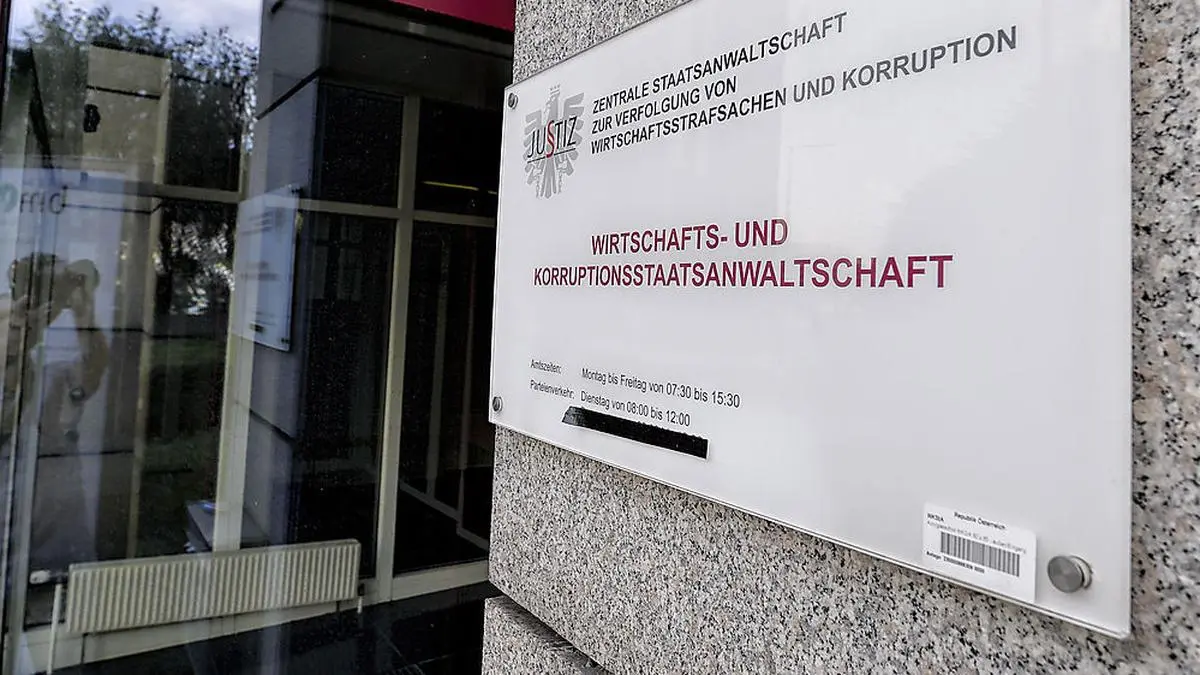 JUSTIZ
ZENTRALE STAATSANWALTSCHAFT
ZUR VERFOLGUNG VON
WIRTSCHAFTSSTRAFSACHEN UND KORRUPTION
WIRTSCHAFTS- UND
KORRUPTIONSSTAATSANWALTSCHAFT
Amtszeiten: Montag bis Freitag von 07:30 bis 15:30
Parteienverkehr: Dienstag von 08:00 bis 12:00
WKStA Republik Österreich